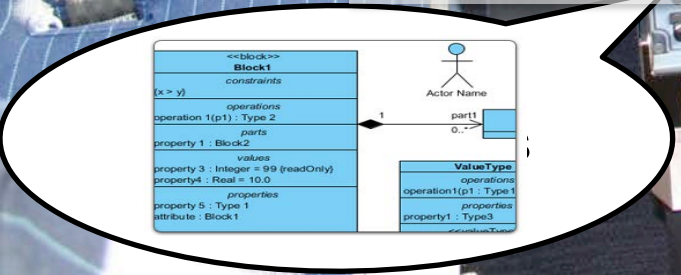 <<block>>
Block1
constraints
{x > y}
operations
operation 1(p1) : Type 2
parts
property 1 : Block2
values
property 3 : Integer = 99 {readOnly}
property4 : Real = 10.0
properties
property 5 : Type 1
attribute : Block1
Actor Name
1
part1
0..*
ValueType
operations
operation1(p1 : Type1
properties
property1 : Type3